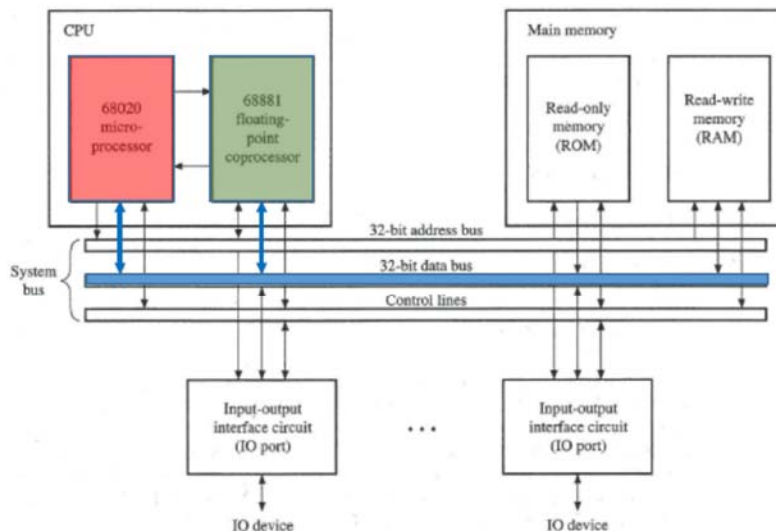 CPU
Main memory
68020
micro-
processor
68881
floating-
point
coprocessor
Read-only
memory
(ROM)
Read-write
memory
(RAM)
32-bit address bus
System
bus
32-bit data bus
Control lines
Input-output
interface circuit
(IO port)
. . .
Input-output
interface circuit
(IO port)
IO device
IO device